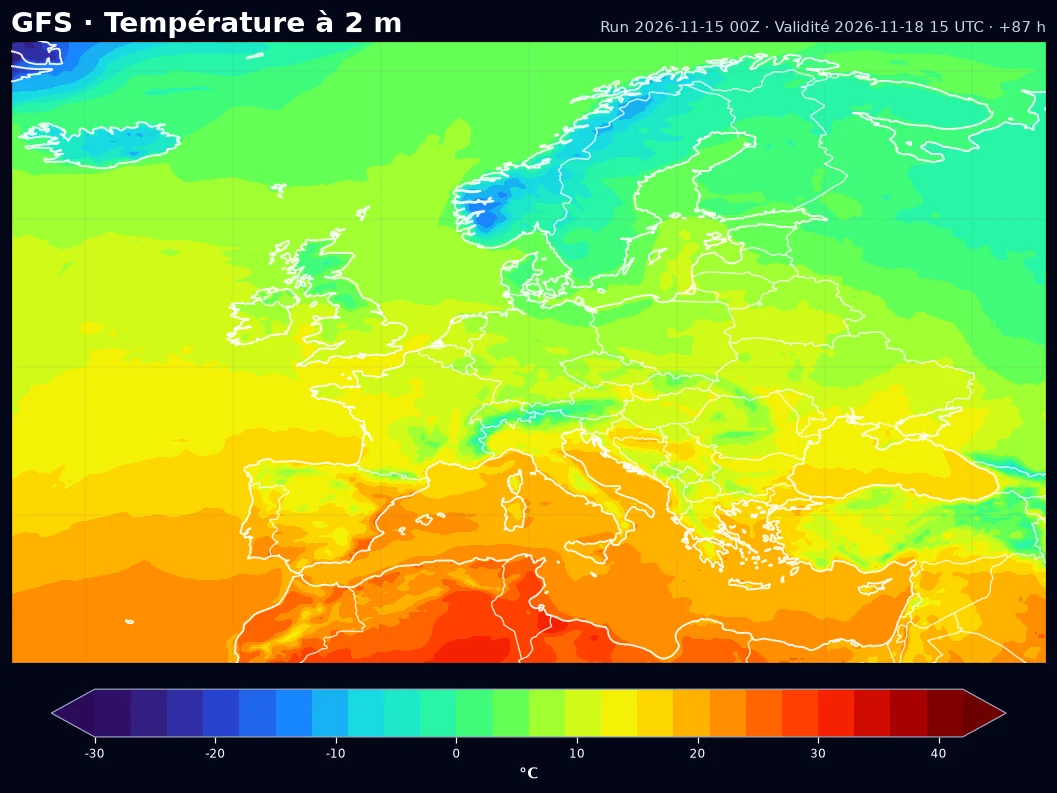 GFS · Température à 2 m
Run 2026-11-15 00Z · Validité 2026-11-18 15 UTC · +87 h
-30 -20 -10 0 10 20 30 40
°C